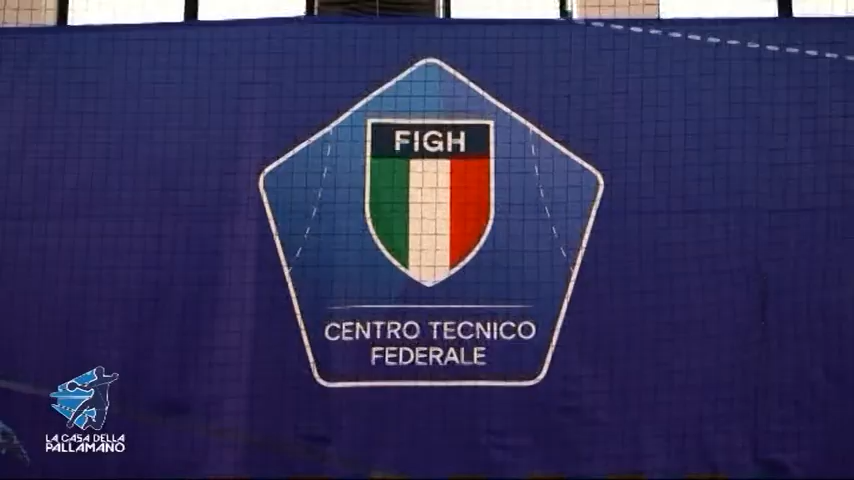 FIGH
CENTRO TECNICO
FEDERALE
LA CASA DELLA
PALLAMANO